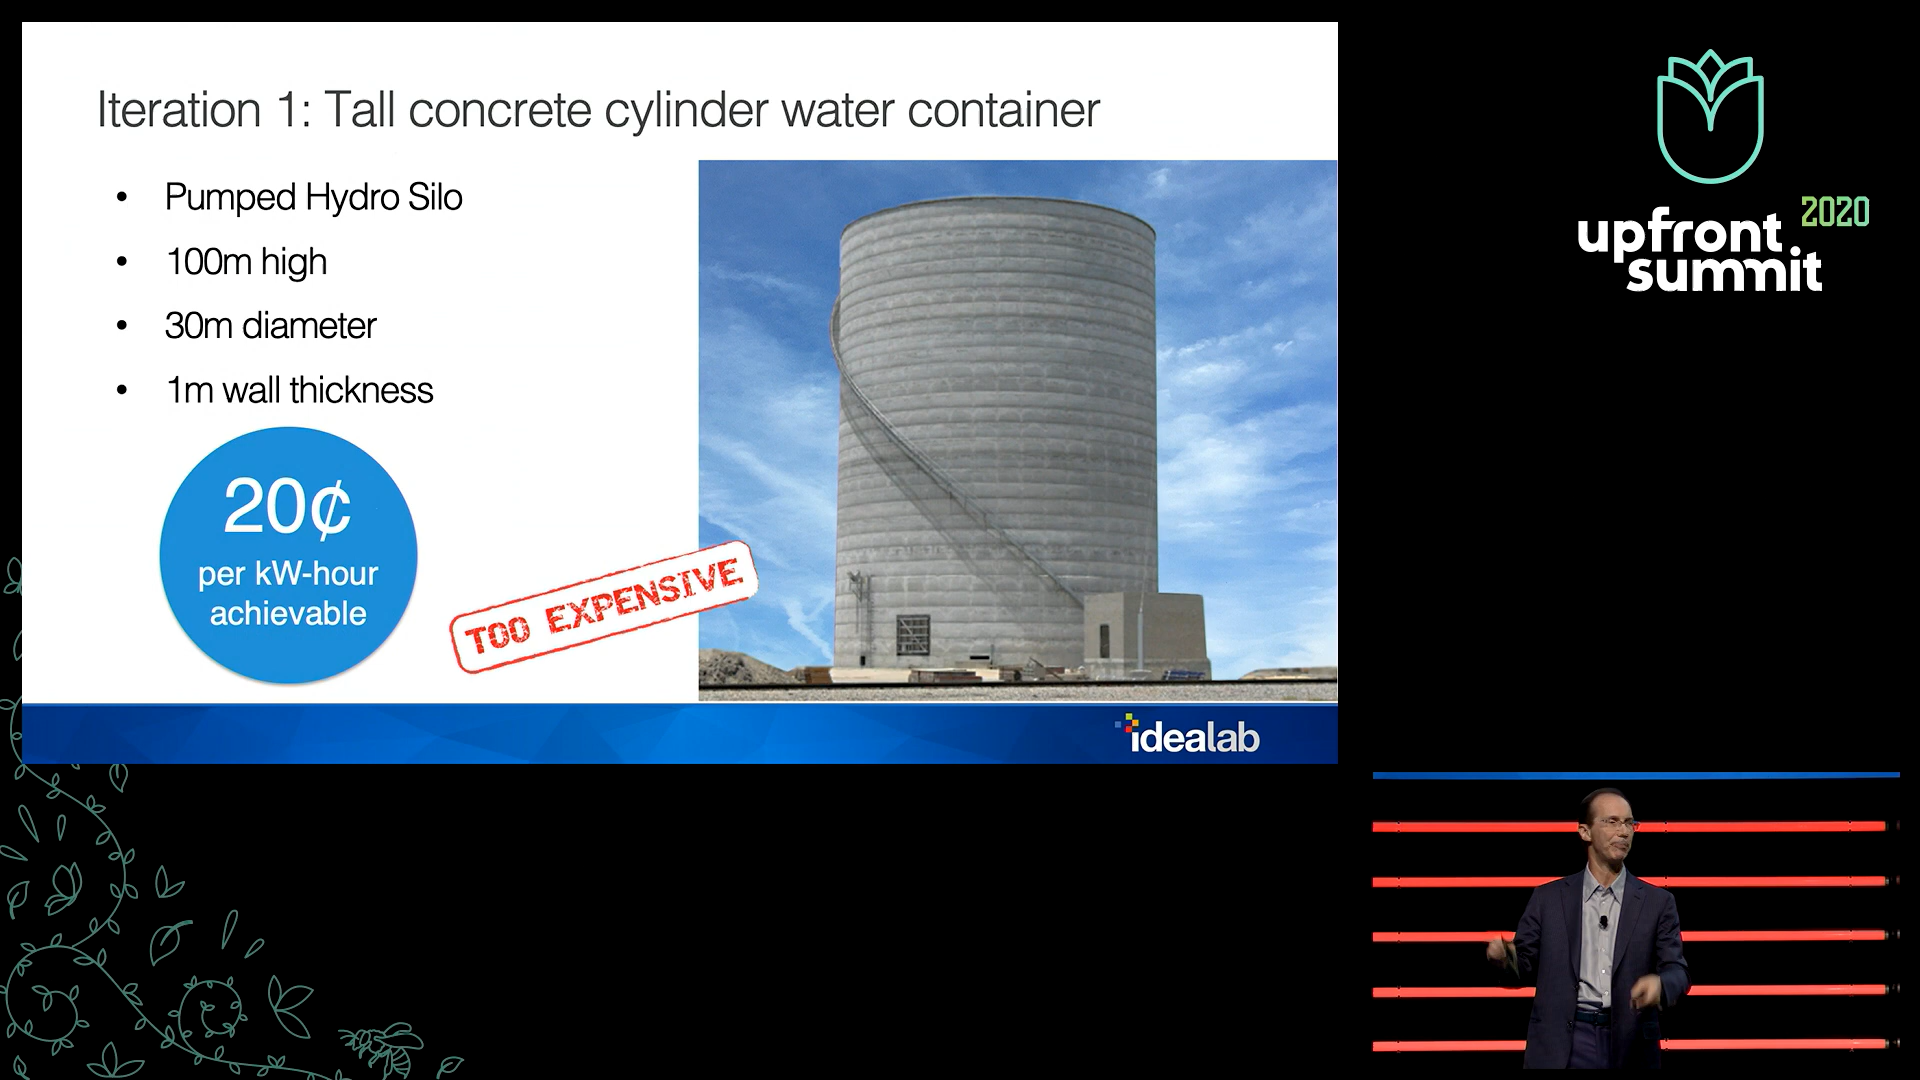 Iteration 1: Tall concrete cylinder water container
• Pumped Hydro Silo
• 100m high
• 30m diameter
• 1m wall thickness
20¢
per kW-hour
achievable
TOO EXPENSIVE
idealab
upfront 2020
summit